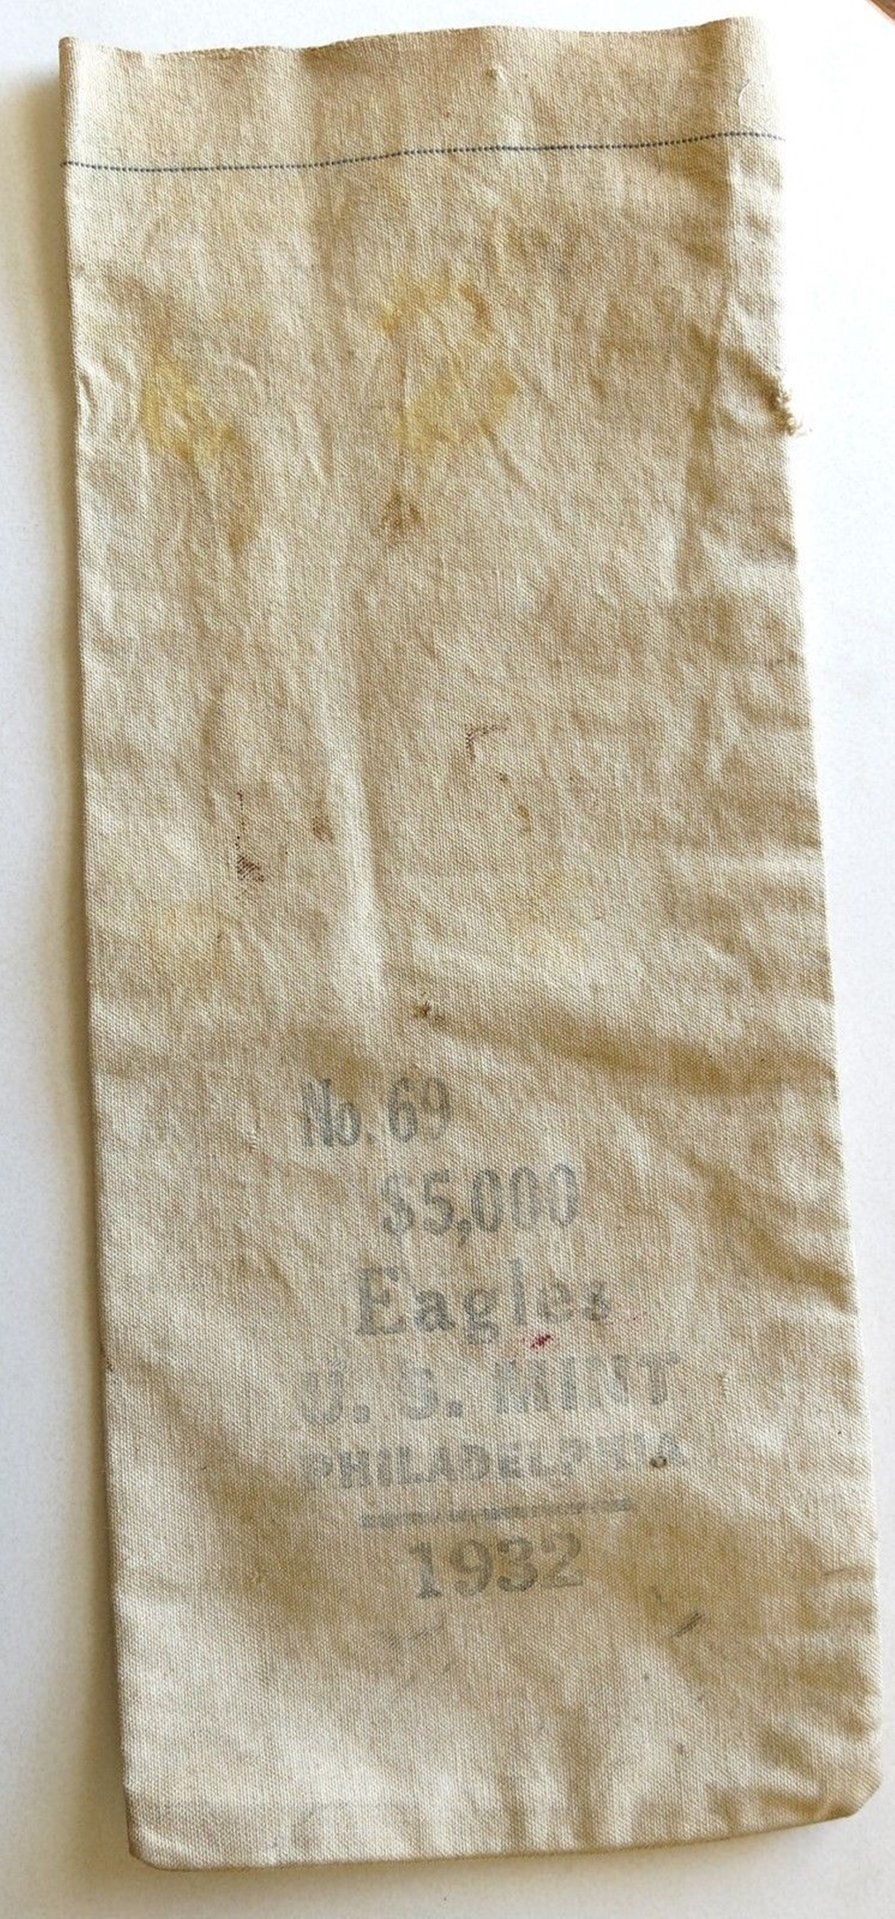 No. 69
$5,000
Eagles
U. S. MINT
PHILADELPHIA
1932